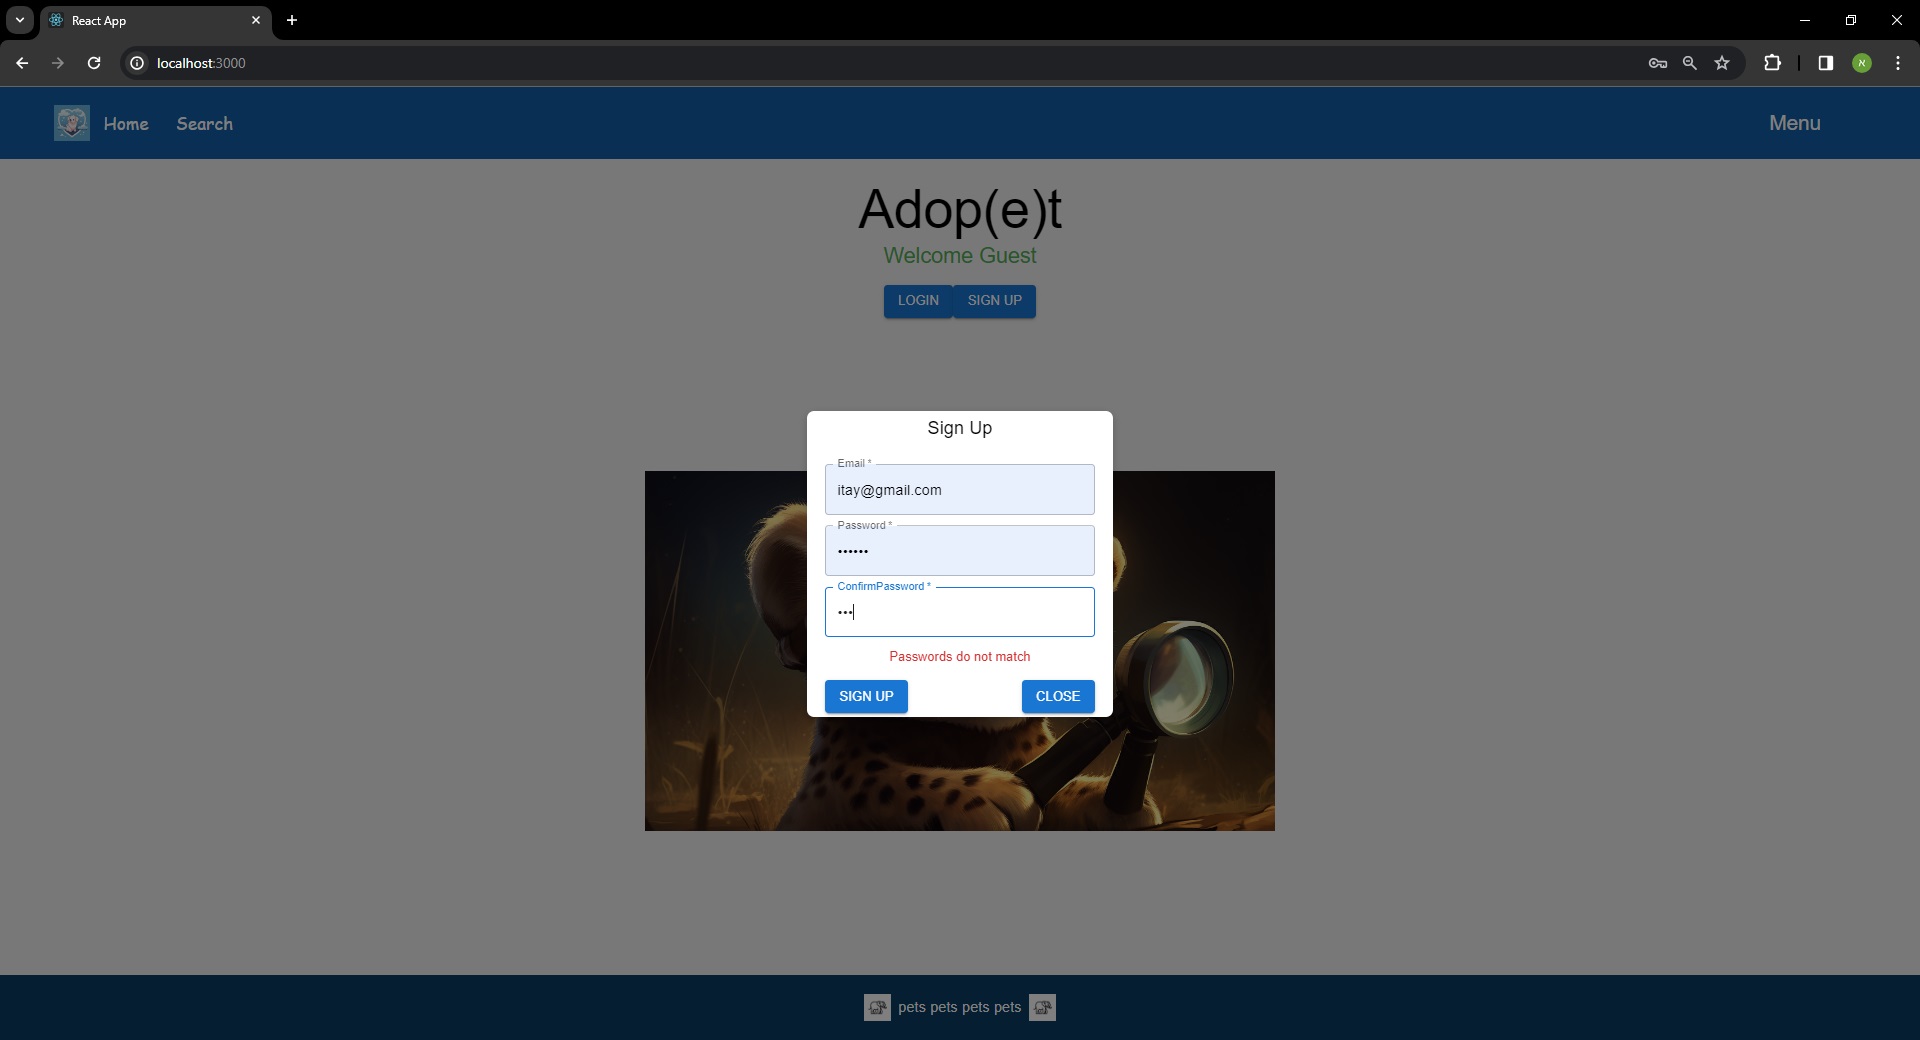 React App
localhost:3000
א
Home
Search
Menu
Adop(e)t
Welcome Guest
LOGIN
SIGN UP
Sign Up
Email *
itay@gmail.com
Password *
••••••
ConfirmPassword *
•••
Passwords do not match
SIGN UP
CLOSE
pets pets pets pets